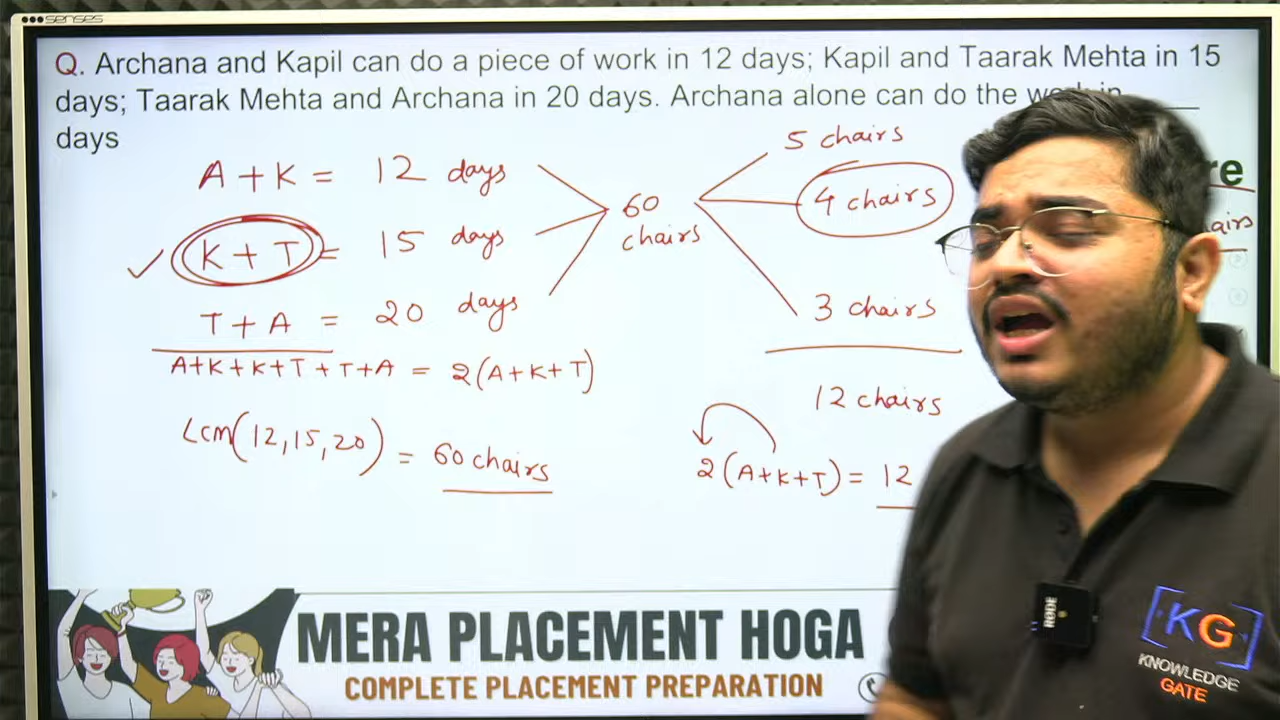 senses
Q. Archana and Kapil can do a piece of work in 12 days; Kapil and Taarak Mehta in 15
days; Taarak Mehta and Archana in 20 days. Archana alone can do the work in ____
days
A + K = 12 days
K + T = 15 days
T + A = 20 days
A+K+K+T+T+A = 2(A+K+T)
LCM(12,15,20) = 60 chairs
60
chairs
5 chairs
4 chairs
3 chairs
12 chairs
2(A+K+T) = 12
MERA PLACEMENT HOGA
COMPLETE PLACEMENT PREPARATION
RODE
KG
KNOWLEDGE
GATE